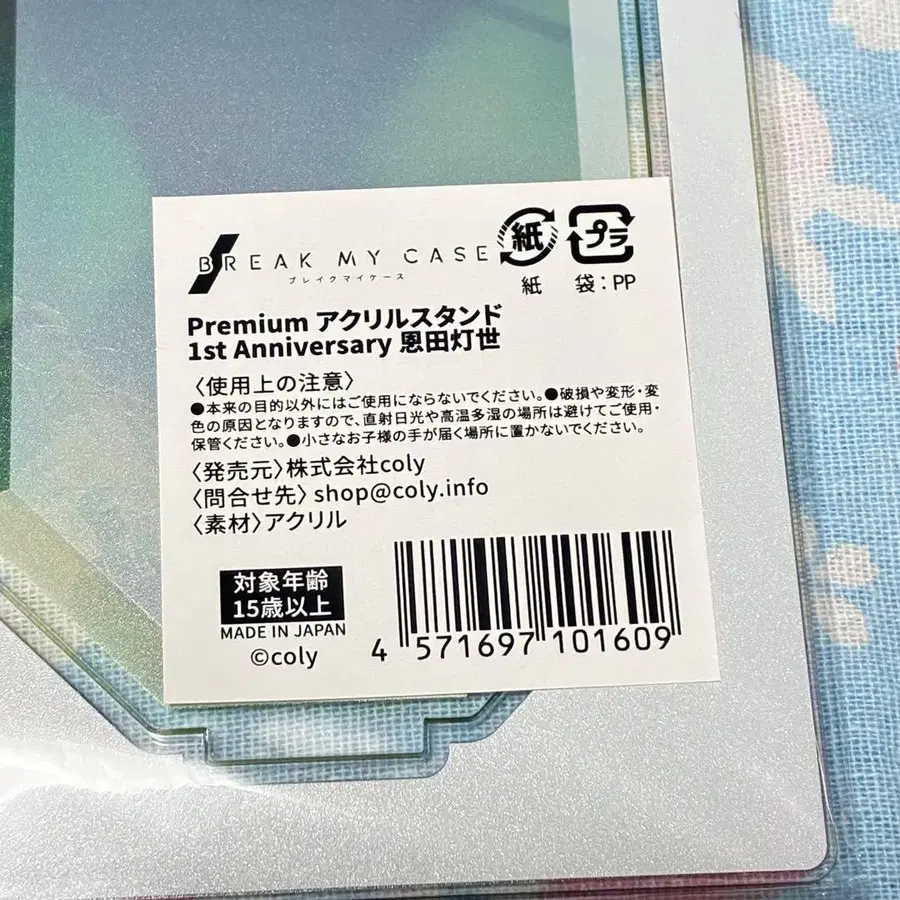 BREAK MY CASE
ブレイクマイケース
紙
プラ
紙 袋:PP
Premium アクリルスタンド
1st Anniversary 恩田灯世
〈使用上の注意〉
●本来の目的以外にはご使用にならないでください。●破損や変形・変
色の原因となりますので、直射日光や高温多湿の場所は避けてご使用・
保管ください。●小さなお子様の手が届く場所に置かないでください。
〈発売元〉株式会社coly
〈問合せ先〉shop@coly.info
〈素材〉アクリル
対象年齢
15歳以上
MADE IN JAPAN
©coly
4 571697 101609